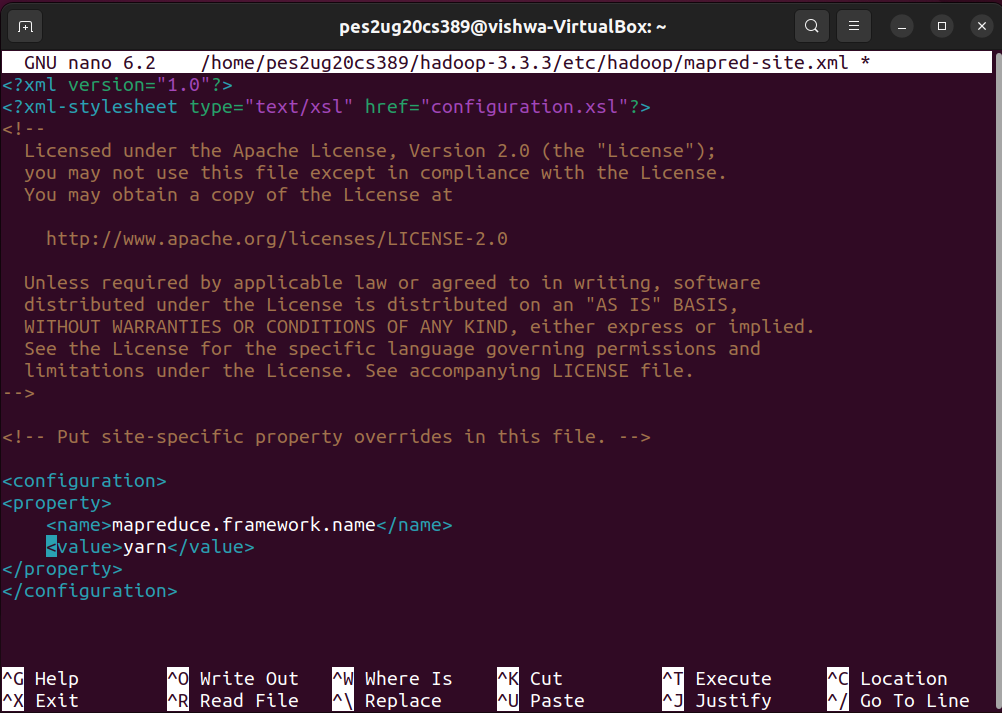 pes2ug20cs389@vishwa-VirtualBox: ~
GNU nano 6.2    /home/pes2ug20cs389/hadoop-3.3.3/etc/hadoop/mapred-site.xml *
<?xml version="1.0"?>
<?xml-stylesheet type="text/xsl" href="configuration.xsl"?>
<!--
  Licensed under the Apache License, Version 2.0 (the "License");
  you may not use this file except in compliance with the License.
  You may obtain a copy of the License at

    http://www.apache.org/licenses/LICENSE-2.0

  Unless required by applicable law or agreed to in writing, software
  distributed under the License is distributed on an "AS IS" BASIS,
  WITHOUT WARRANTIES OR CONDITIONS OF ANY KIND, either express or implied.
  See the License for the specific language governing permissions and
  limitations under the License. See accompanying LICENSE file.
-->

<!-- Put site-specific property overrides in this file. -->

<configuration>
<property>
    <name>mapreduce.framework.name</name>
    <value>yarn</value>
</property>
</configuration>

^G Help      ^O Write Out ^W Where Is  ^K Cut       ^T Execute   ^C Location
^X Exit      ^R Read File ^\ Replace   ^U Paste     ^J Justify   ^/ Go To Line